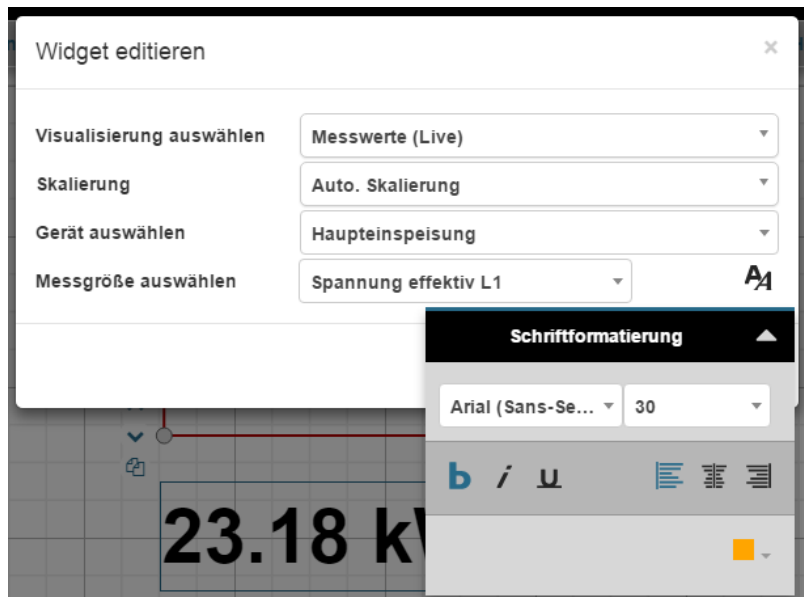 Widget editieren ×
Visualisierung auswählen Messwerte (Live)
Skalierung Auto. Skalierung
Gerät auswählen Haupteinspeisung
Messgröße auswählen Spannung effektiv L1
Schriftformatierung
Arial (Sans-Se... 30
b i u
23.18